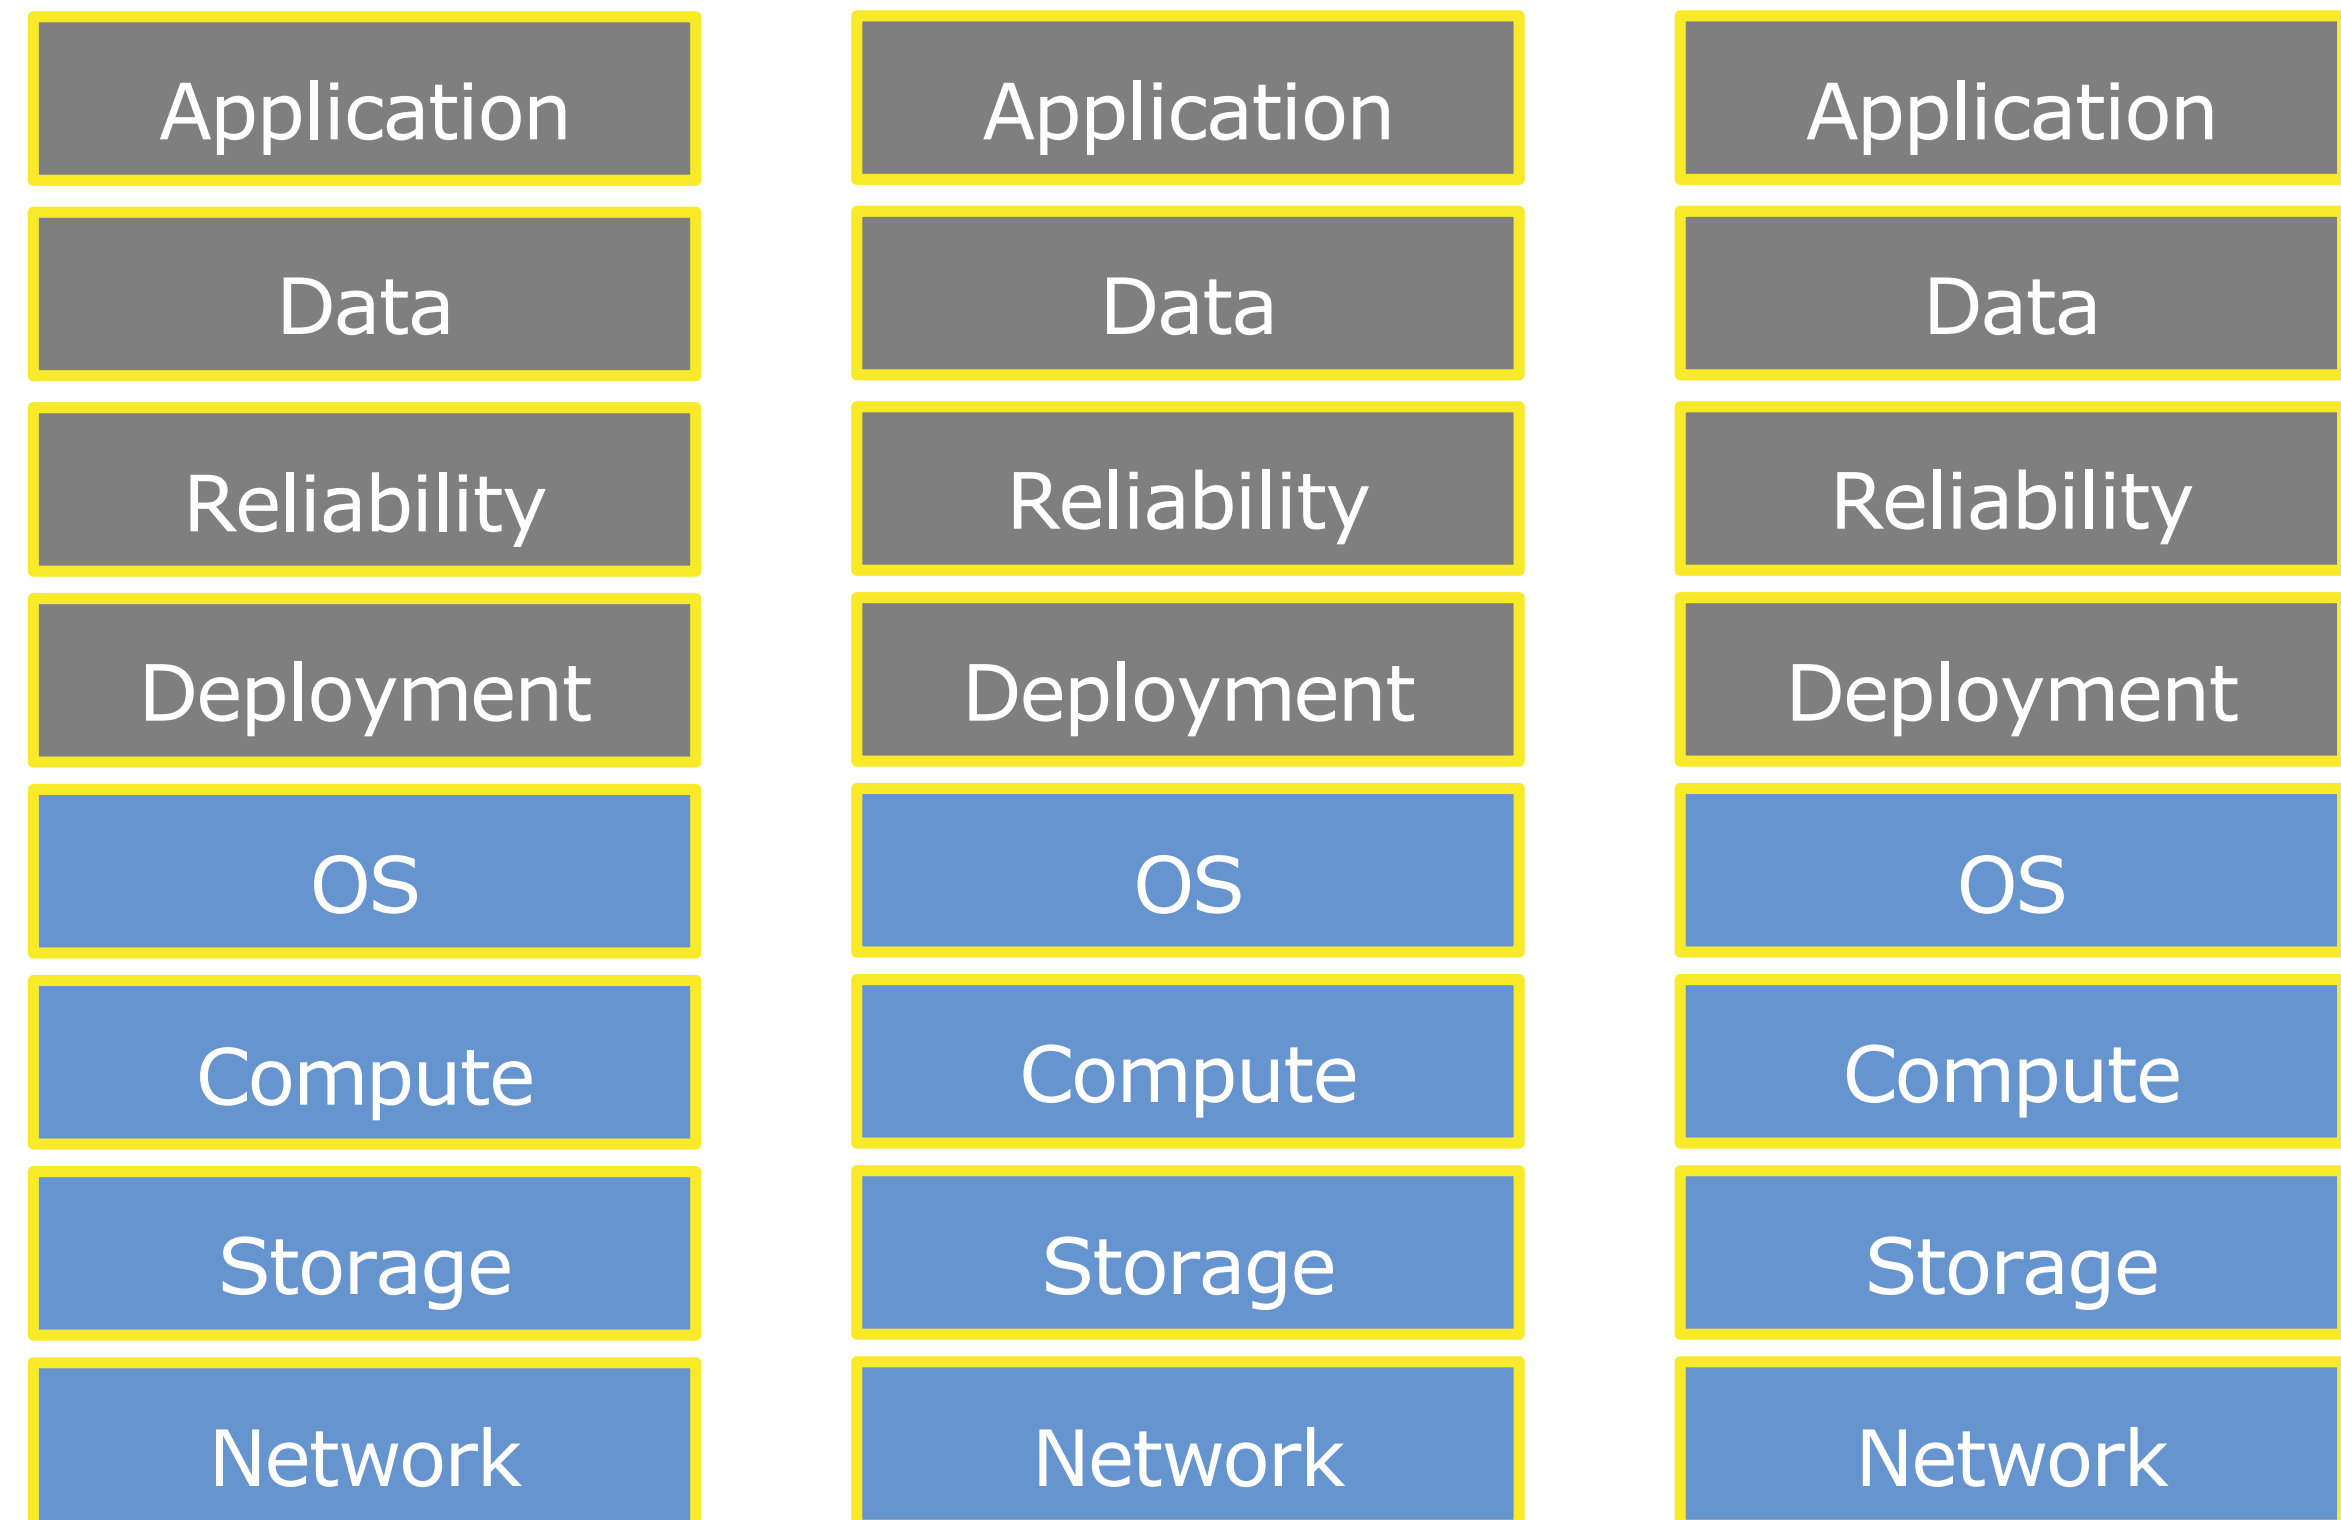 Application Application Application
Data Data Data
Reliability Reliability Reliability
Deployment Deployment Deployment
OS OS OS
Compute Compute Compute
Storage Storage Storage
Network Network Network